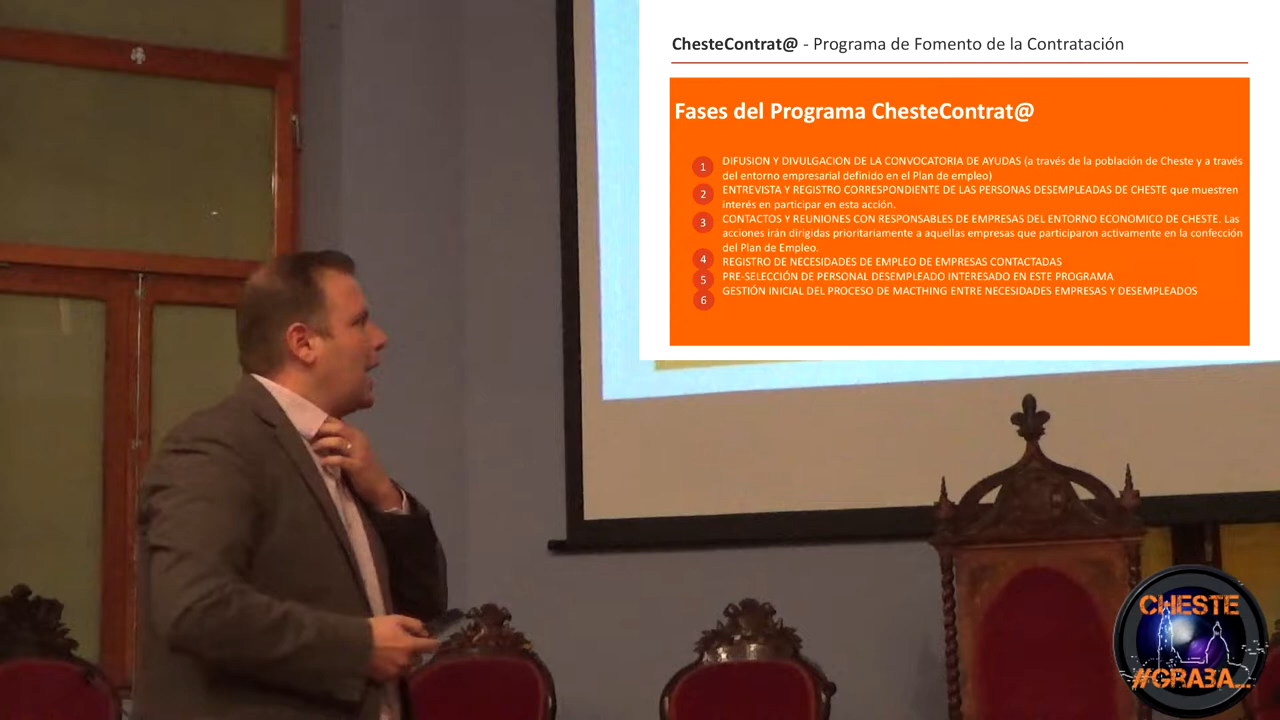 ChesteContrat@ - Programa de Fomento de la Contratación
Fases del Programa ChesteContrat@
1 DIFUSION Y DIVULGACION DE LA CONVOCATORIA DE AYUDAS (a través de la población de Cheste y a través
del entorno empresarial definido en el Plan de empleo)
2 ENTREVISTA Y REGISTRO CORRESPONDIENTE DE LAS PERSONAS DESEMPLEADAS DE CHESTE que muestren
interés en participar en esta acción.
3 CONTACTOS Y REUNIONES CON RESPONSABLES DE EMPRESAS DEL ENTORNO ECONOMICO DE CHESTE. Las
acciones irán dirigidas prioritariamente a aquellas empresas que participaron activamente en la confección
del Plan de Empleo.
4 REGISTRO DE NECESIDADES DE EMPLEO DE EMPRESAS CONTACTADAS
5 PRE-SELECCIÓN DE PERSONAL DESEMPLEADO INTERESADO EN ESTE PROGRAMA
6 GESTIÓN INICIAL DEL PROCESO DE MACTHING ENTRE NECESIDADES EMPRESAS Y DESEMPLEADOS
CHESTE
#GRABA...